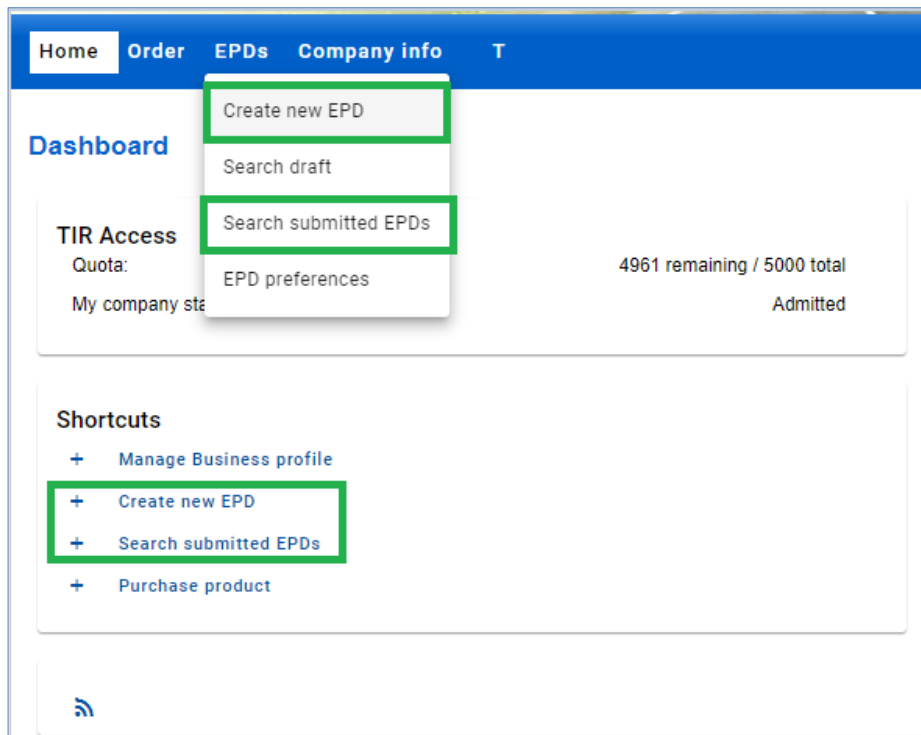 Home Order EPDs Company info T
Create new EPD
Search draft
Search submitted EPDs
EPD preferences
Dashboard
TIR Access
Quota: 4961 remaining / 5000 total
My company sta Admitted
Shortcuts
+ Manage Business profile
+ Create new EPD
+ Search submitted EPDs
+ Purchase product